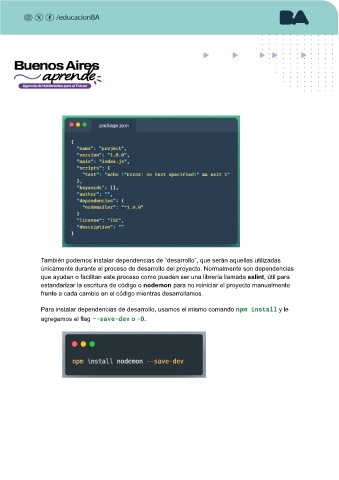 /educacionBA
BA
Buenos Aires
aprende
Agencia de Habilidades para el Futuro
package.json
{
"name": "project",
"version": "1.0.0",
"main": "index.js",
"scripts": {
"test": "echo \"Error: no test specified\" && exit 1"
},
"keywords": [],
"author": "",
"dependencies": {
"nodemailer": "^1.0.0"
}
"license": "ISC",
"description": ""
}
También podemos instalar dependencias de “desarrollo”, que serán aquellas utilizadas
únicamente durante el proceso de desarrollo del proyecto. Normalmente son dependencias
que ayudan o facilitan este proceso como pueden ser una librería llamada eslint, útil para
estandarizar la escritura de código o nodemon para no reiniciar el proyecto manualmente
frente a cada cambio en el código mientras desarrollamos.
Para instalar dependencias de desarrollo, usamos el mismo comando npm install y le
agregamos el flag --save-dev o -D.
npm install nodemon --save-dev